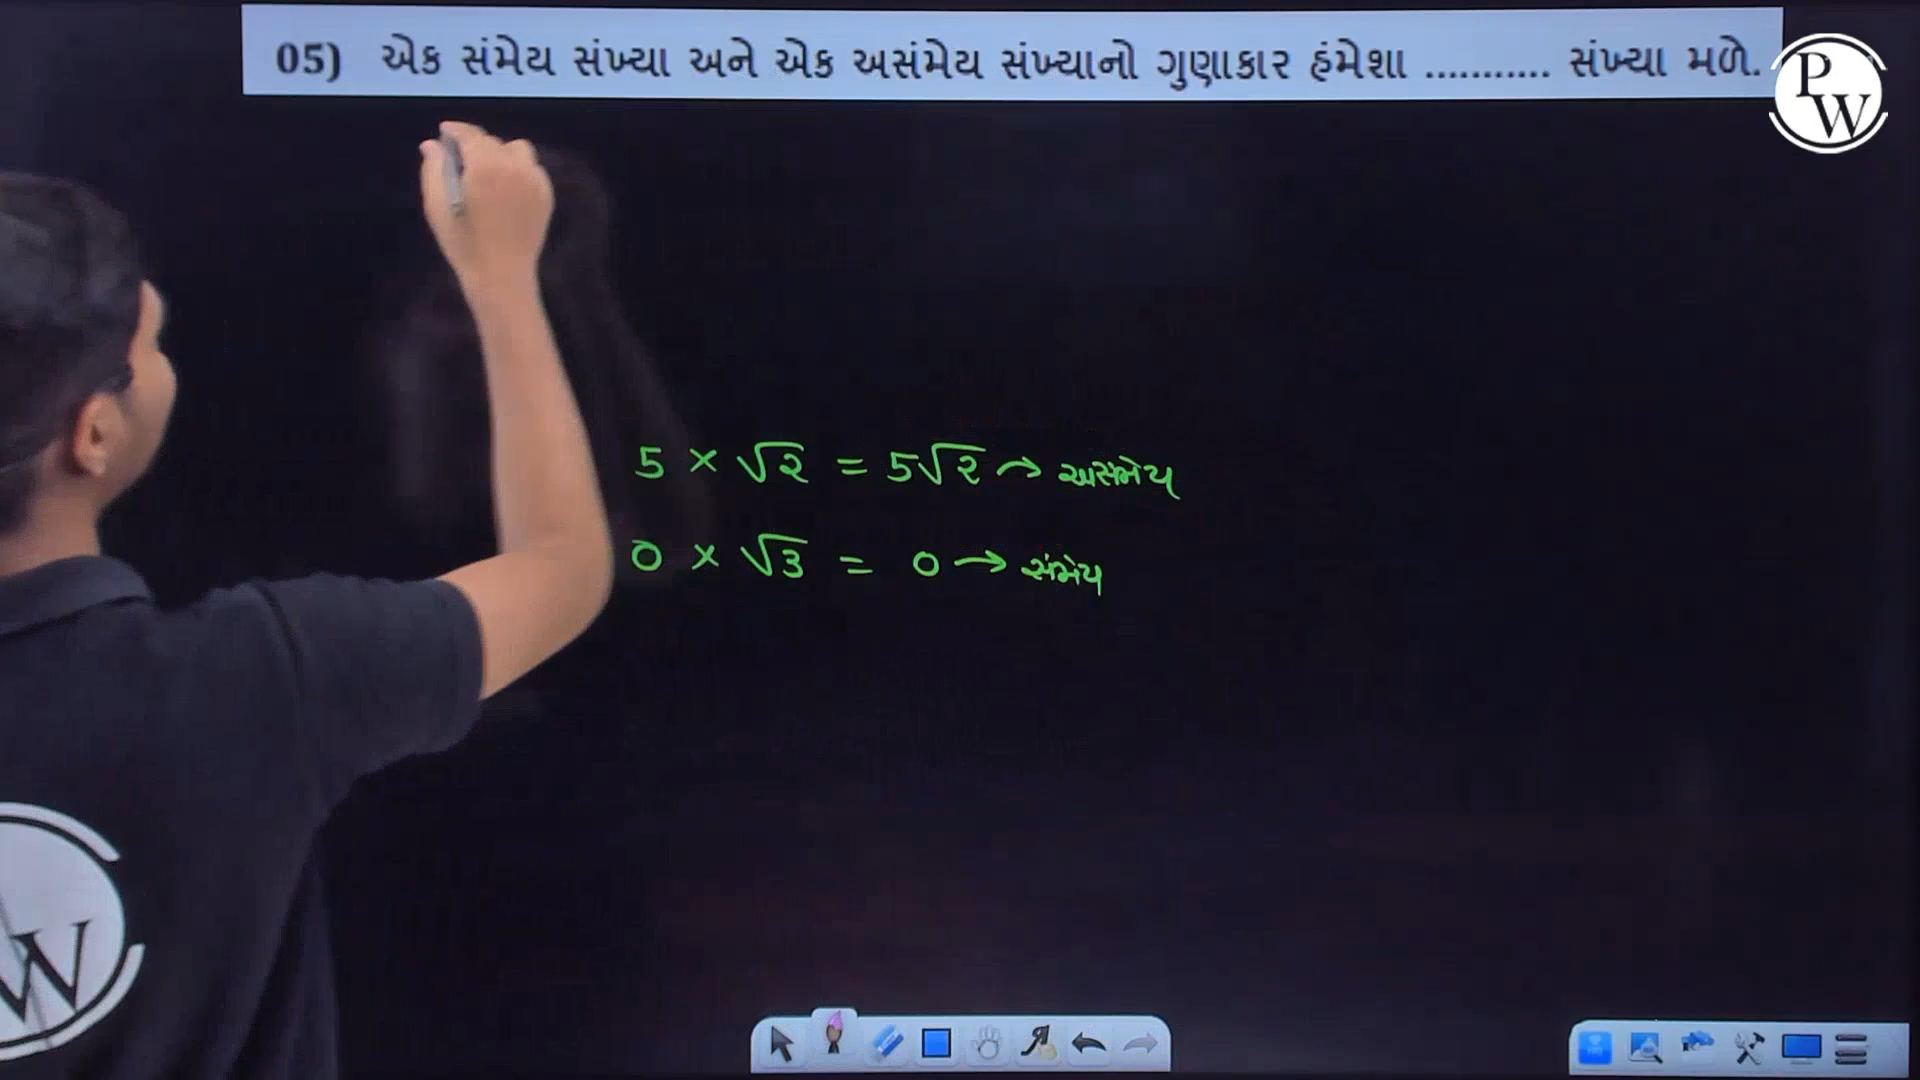 05) એક સંમેય સંખ્યા અને એક અસંમેય સંખ્યાનો ગુણાકાર હંમેશા ........... સંખ્યા મળે.
PW
5 × √2 = 5√2 → અસંમેય
0 × √3 = 0 → સંમેય
W